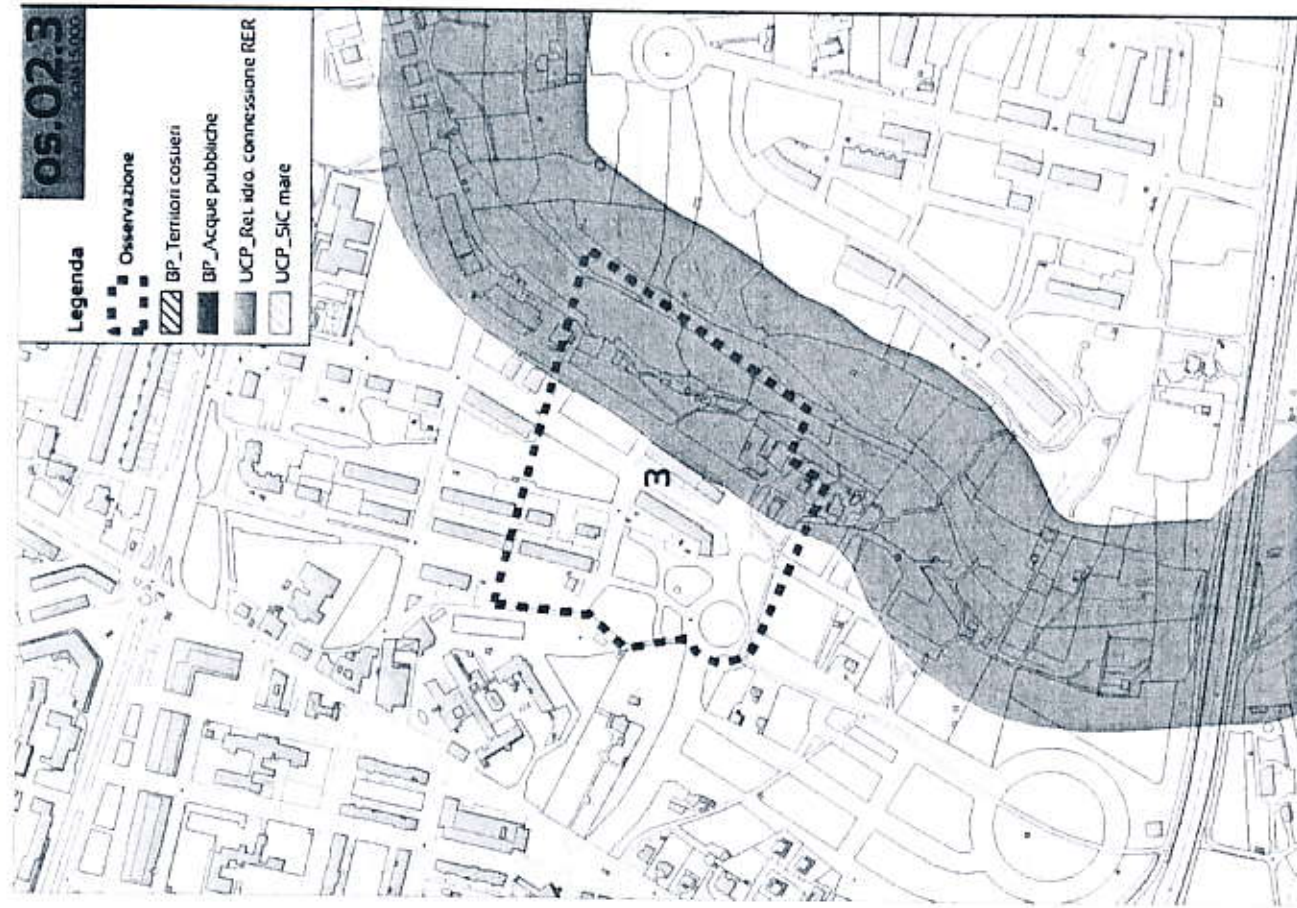 os.02.3
Legenda
Osservazione
BP_Territori costieri
BP_Acque pubbliche
UCP_Ret. idro. connessione RER
UCP_SIC mare
3